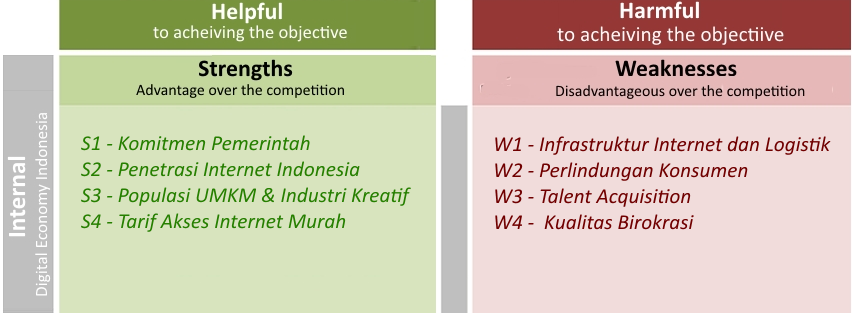 Helpful
to acheiving the objective
Harmful
to acheiving the objectiive
Internal
Digital Economy Indonesia
Strengths
Advantage over the competition
S1 - Komitmen Pemerintah
S2 - Penetrasi Internet Indonesia
S3 - Populasi UMKM & Industri Kreatif
S4 - Tarif Akses Internet Murah
Weaknesses
Disadvantageous over the competition
W1 - Infrastruktur Internet dan Logistik
W2 - Perlindungan Konsumen
W3 - Talent Acquisition
W4 - Kualitas Birokrasi